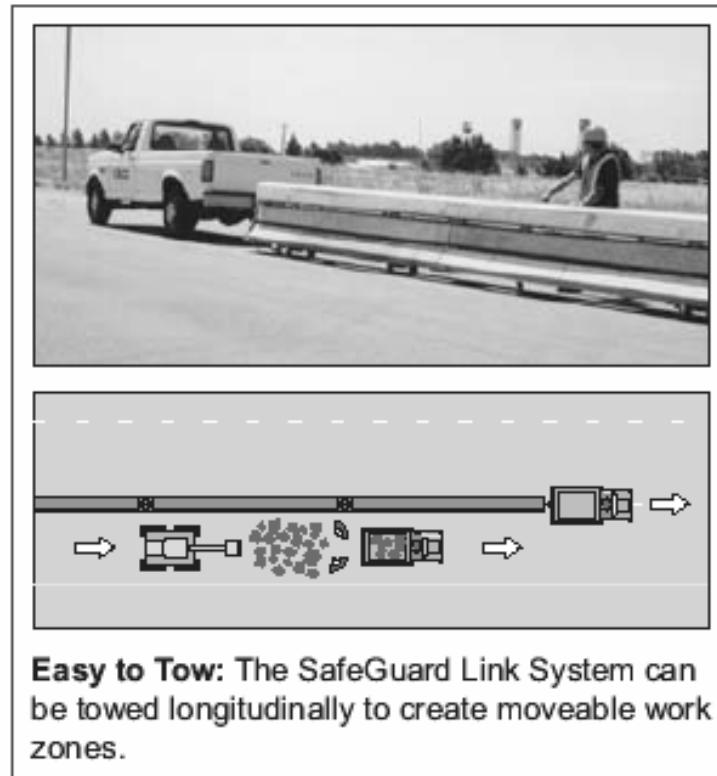 Easy to Tow: The SafeGuard Link System can
be towed longitudinally to create moveable work
zones.